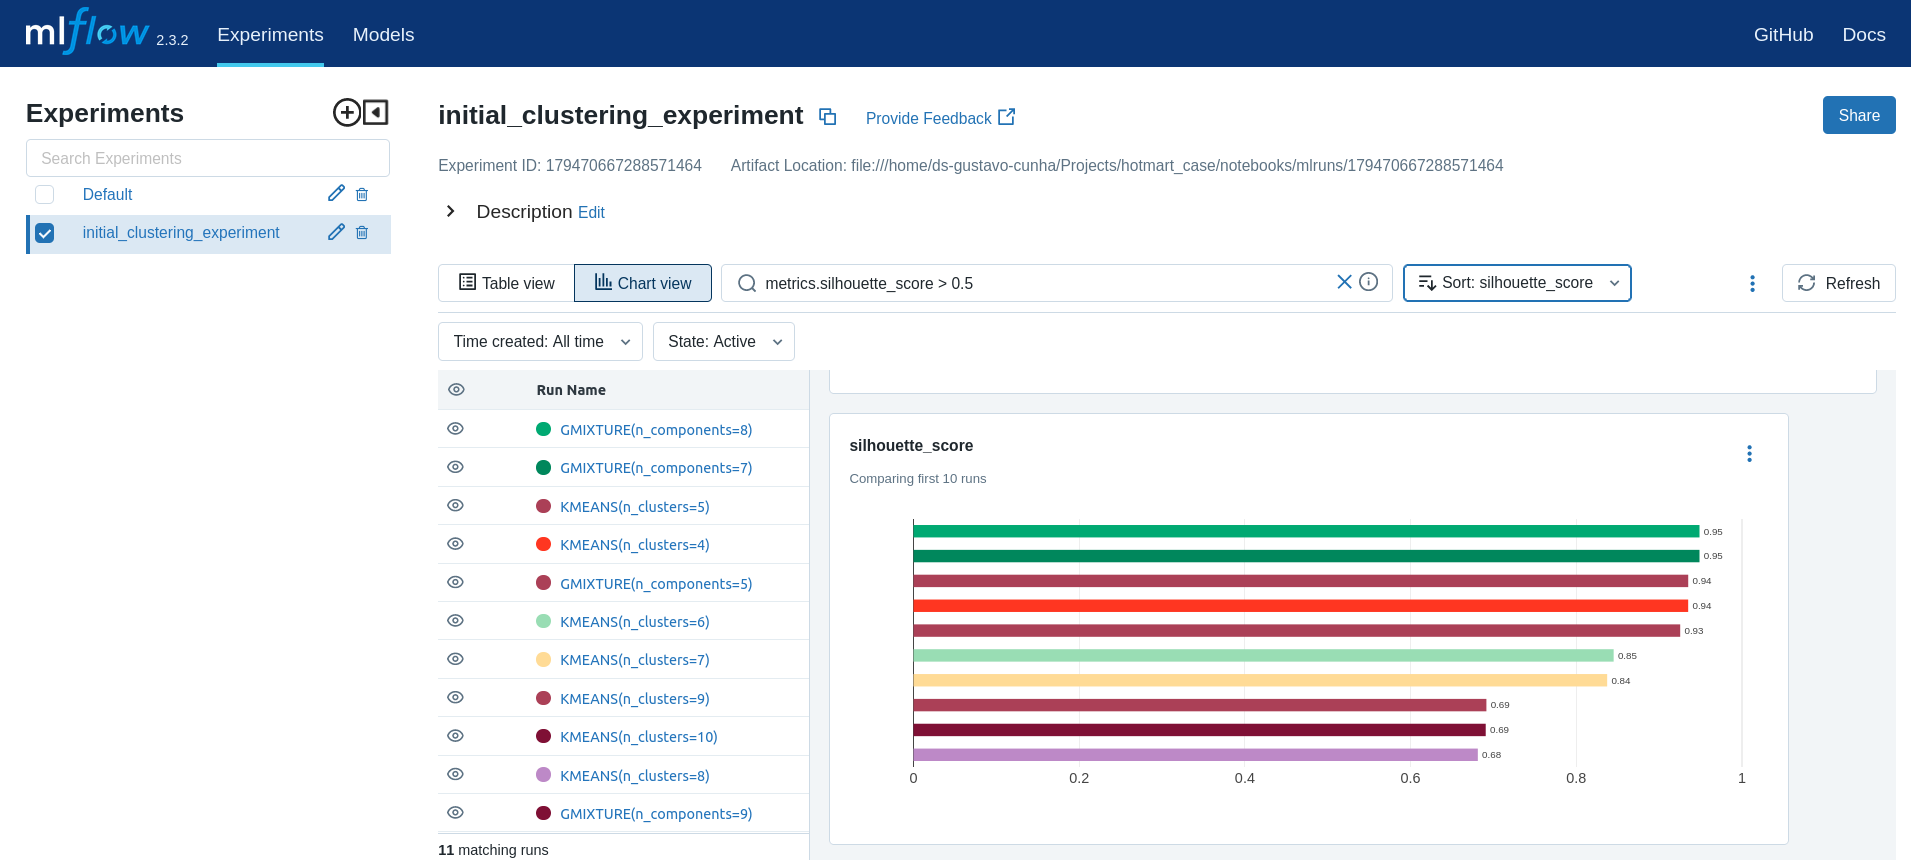 mlflow 2.3.2 Experiments Models GitHub Docs
Experiments
Search Experiments
Default
initial_clustering_experiment
initial_clustering_experiment Provide Feedback Share
Experiment ID: 179470667288571464 Artifact Location: file:///home/ds-gustavo-cunha/Projects/hotmart_case/notebooks/mlruns/179470667288571464
Description Edit
Table view Chart view metrics.silhouette_score > 0.5 Sort: silhouette_score Refresh
Time created: All time State: Active
Run Name
GMIXTURE(n_components=8)
GMIXTURE(n_components=7)
KMEANS(n_clusters=5)
KMEANS(n_clusters=4)
GMIXTURE(n_components=5)
KMEANS(n_clusters=6)
KMEANS(n_clusters=7)
KMEANS(n_clusters=9)
KMEANS(n_clusters=10)
KMEANS(n_clusters=8)
GMIXTURE(n_components=9)
11 matching runs
silhouette_score
Comparing first 10 runs
0.95
0.95
0.94
0.94
0.93
0.85
0.84
0.69
0.69
0.68
0 0.2 0.4 0.6 0.8 1